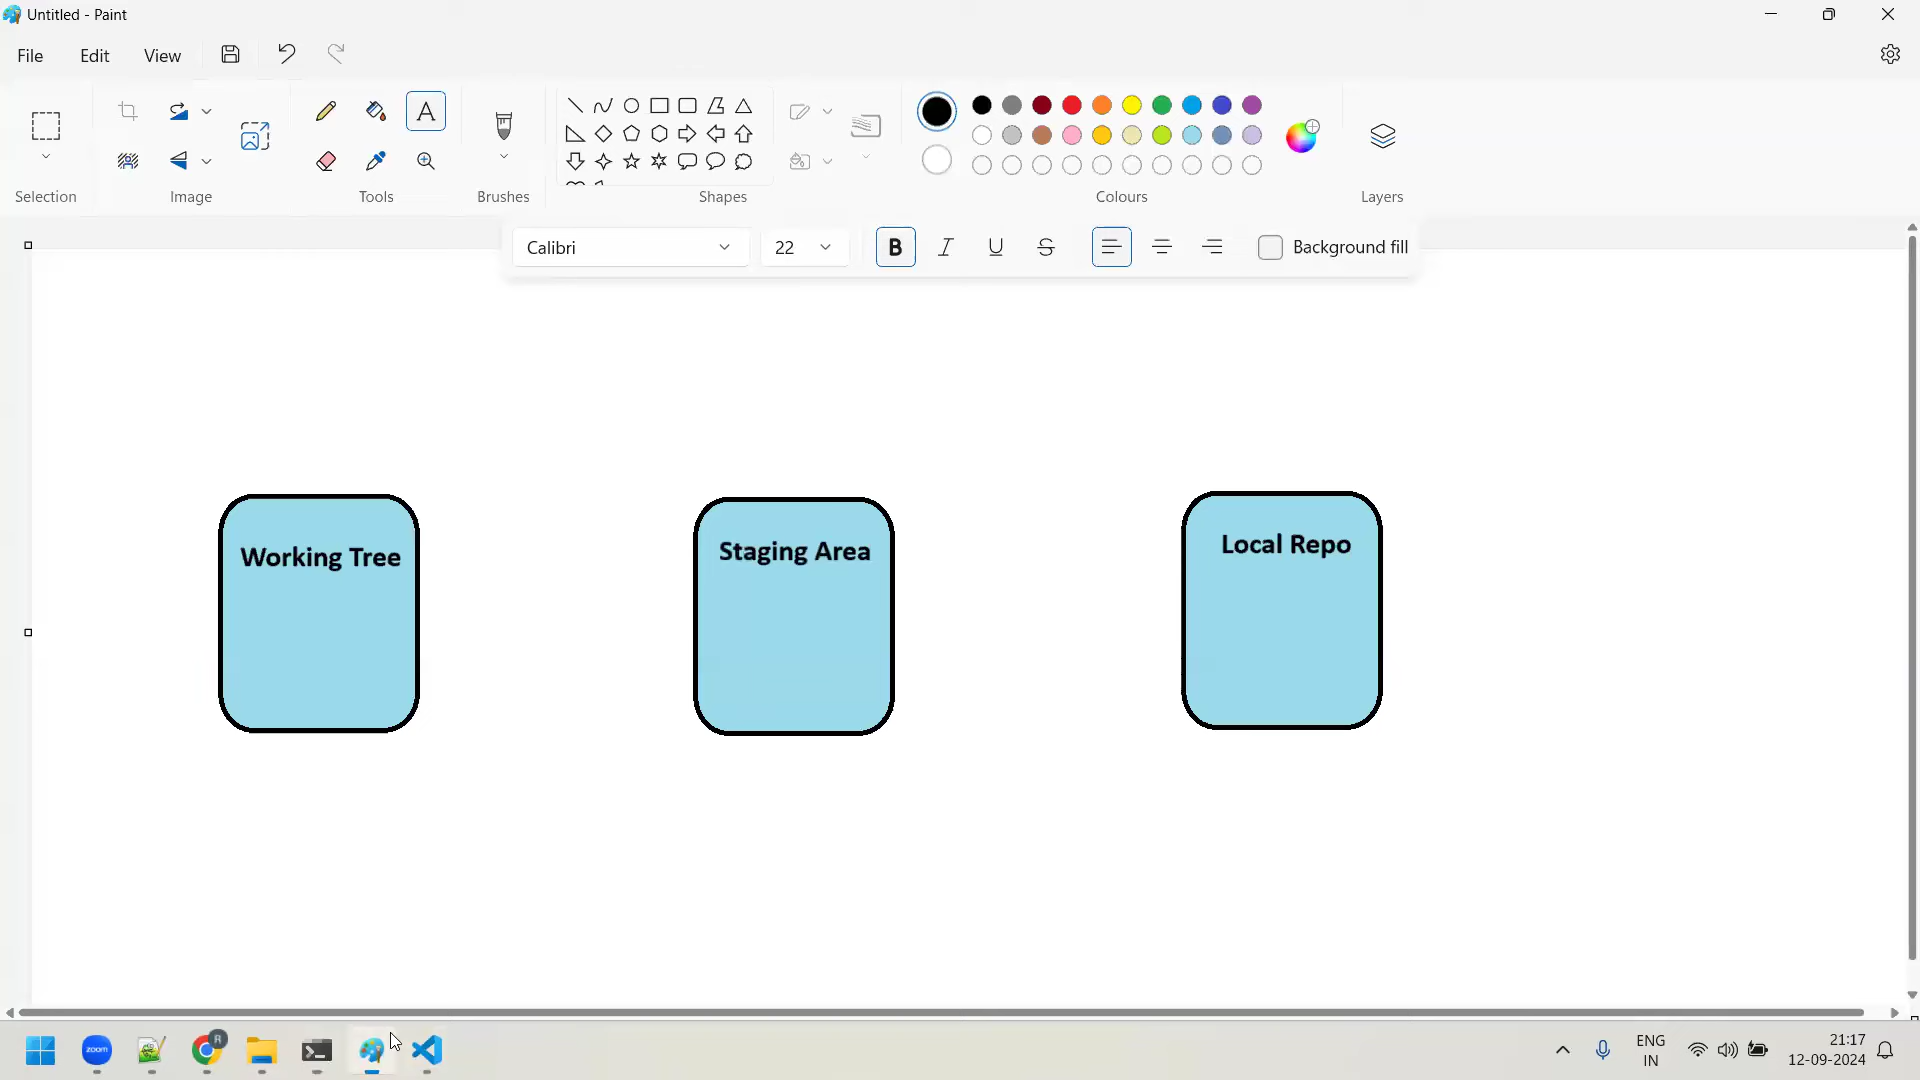 Untitled - Paint
File Edit View
Selection Image Tools Brushes Shapes Colours Layers
Calibri 22 B I U S Background fill
Working Tree
Staging Area
Local Repo
zoom
R
ENG
IN
21:17
12-09-2024